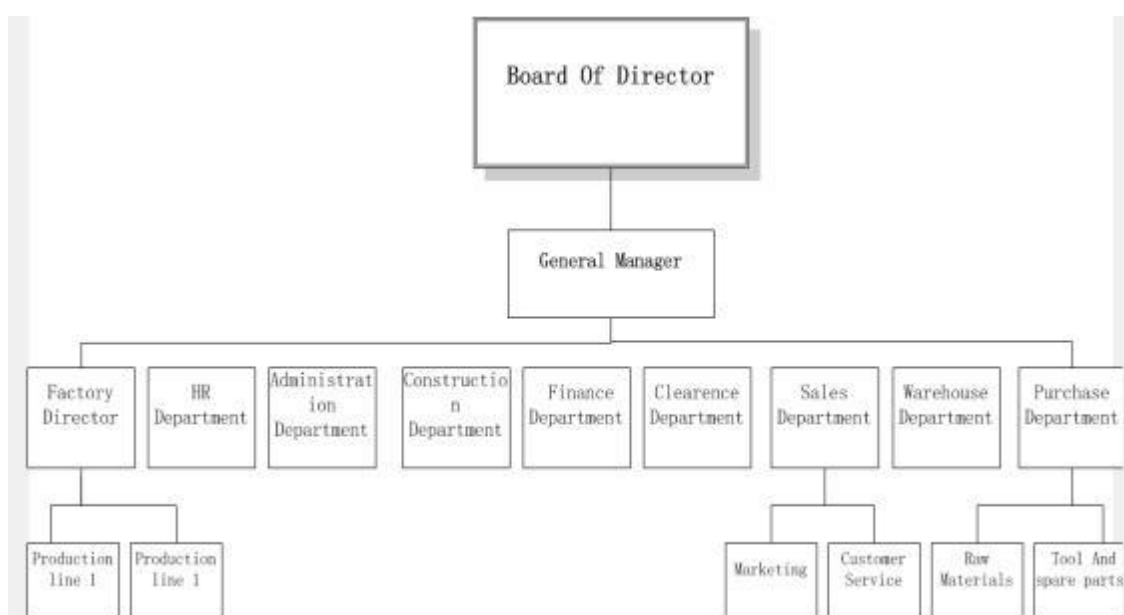 Board Of Director
General Manager
Factory
Director
HR
Department
Administrat
ion
Department
Constructio
n
Department
Finance
Department
Clearence
Department
Sales
Department
Warehouse
Department
Purchase
Department
Production
line 1
Production
line 1
Marketing
Customer
Service
Raw
Materials
Tool And
spare parts